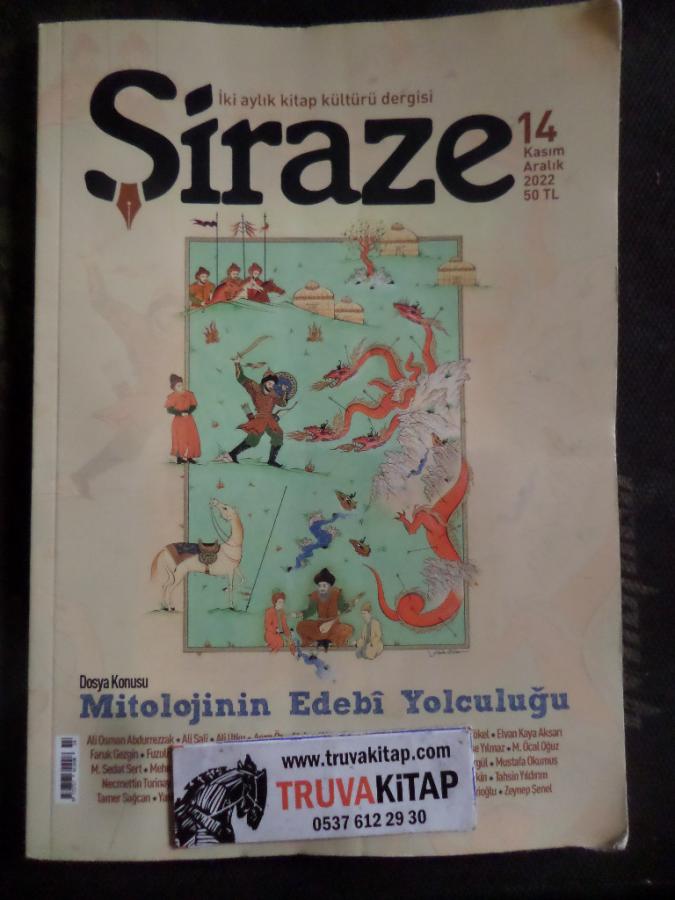 İki aylık kitap kültürü dergisi
Şiraze
14
Kasım
Aralık
2022
50 TL
Dosya Konusu
Mitolojinin Edebî Yolculuğu
Ali Osman Abdurrezzak • Ali Sali • Ali Utku • Elvan Kaya Aksarı
Faruk Gezgin • Yılmaz • M. Öcal Oğuz
M. Sedat Sert • Mustafa Okumuş
Necmettin Turinay • Tahsin Yıldırım
Tamer Sağcan • Zeynep Şenel
www.truvakitap.com
TRUVAKİTAP
0537 612 29 30